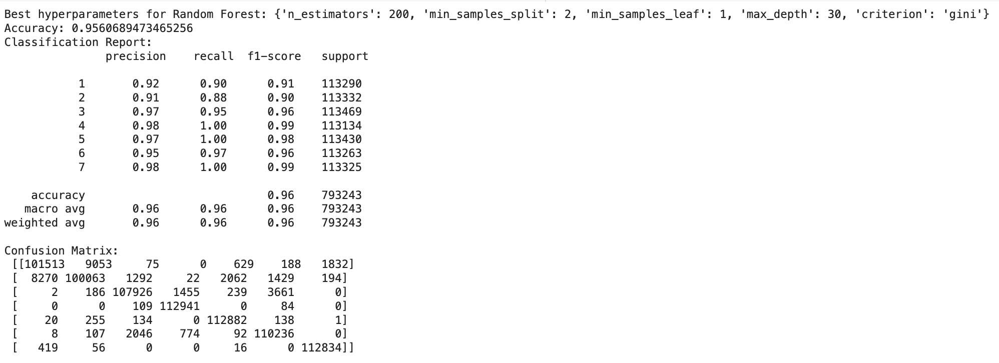 Best hyperparameters for Random Forest: {'n_estimators': 200, 'min_samples_split': 2, 'min_samples_leaf': 1, 'max_depth': 30, 'criterion': 'gini'}
Accuracy: 0.9560689473465256
Classification Report:
               precision    recall  f1-score   support

           1       0.92      0.90      0.91    113290
           2       0.91      0.88      0.90    113332
           3       0.97      0.95      0.96    113469
           4       0.98      1.00      0.99    113134
           5       0.97      1.00      0.98    113430
           6       0.95      0.97      0.96    113263
           7       0.98      1.00      0.99    113325

    accuracy                           0.96    793243
   macro avg       0.96      0.96      0.96    793243
weighted avg       0.96      0.96      0.96    793243

Confusion Matrix:
 [[101513   9053     75      0    629    188   1832]
 [  8270 100063   1292     22   2062   1429    194]
 [     2    186 107926   1455    239   3661      0]
 [     0      0    109 112941      0     84      0]
 [    20    255    134      0 112882    138      1]
 [     8    107   2046    774     92 110236      0]
 [   419     56      0      0     16      0 112834]]